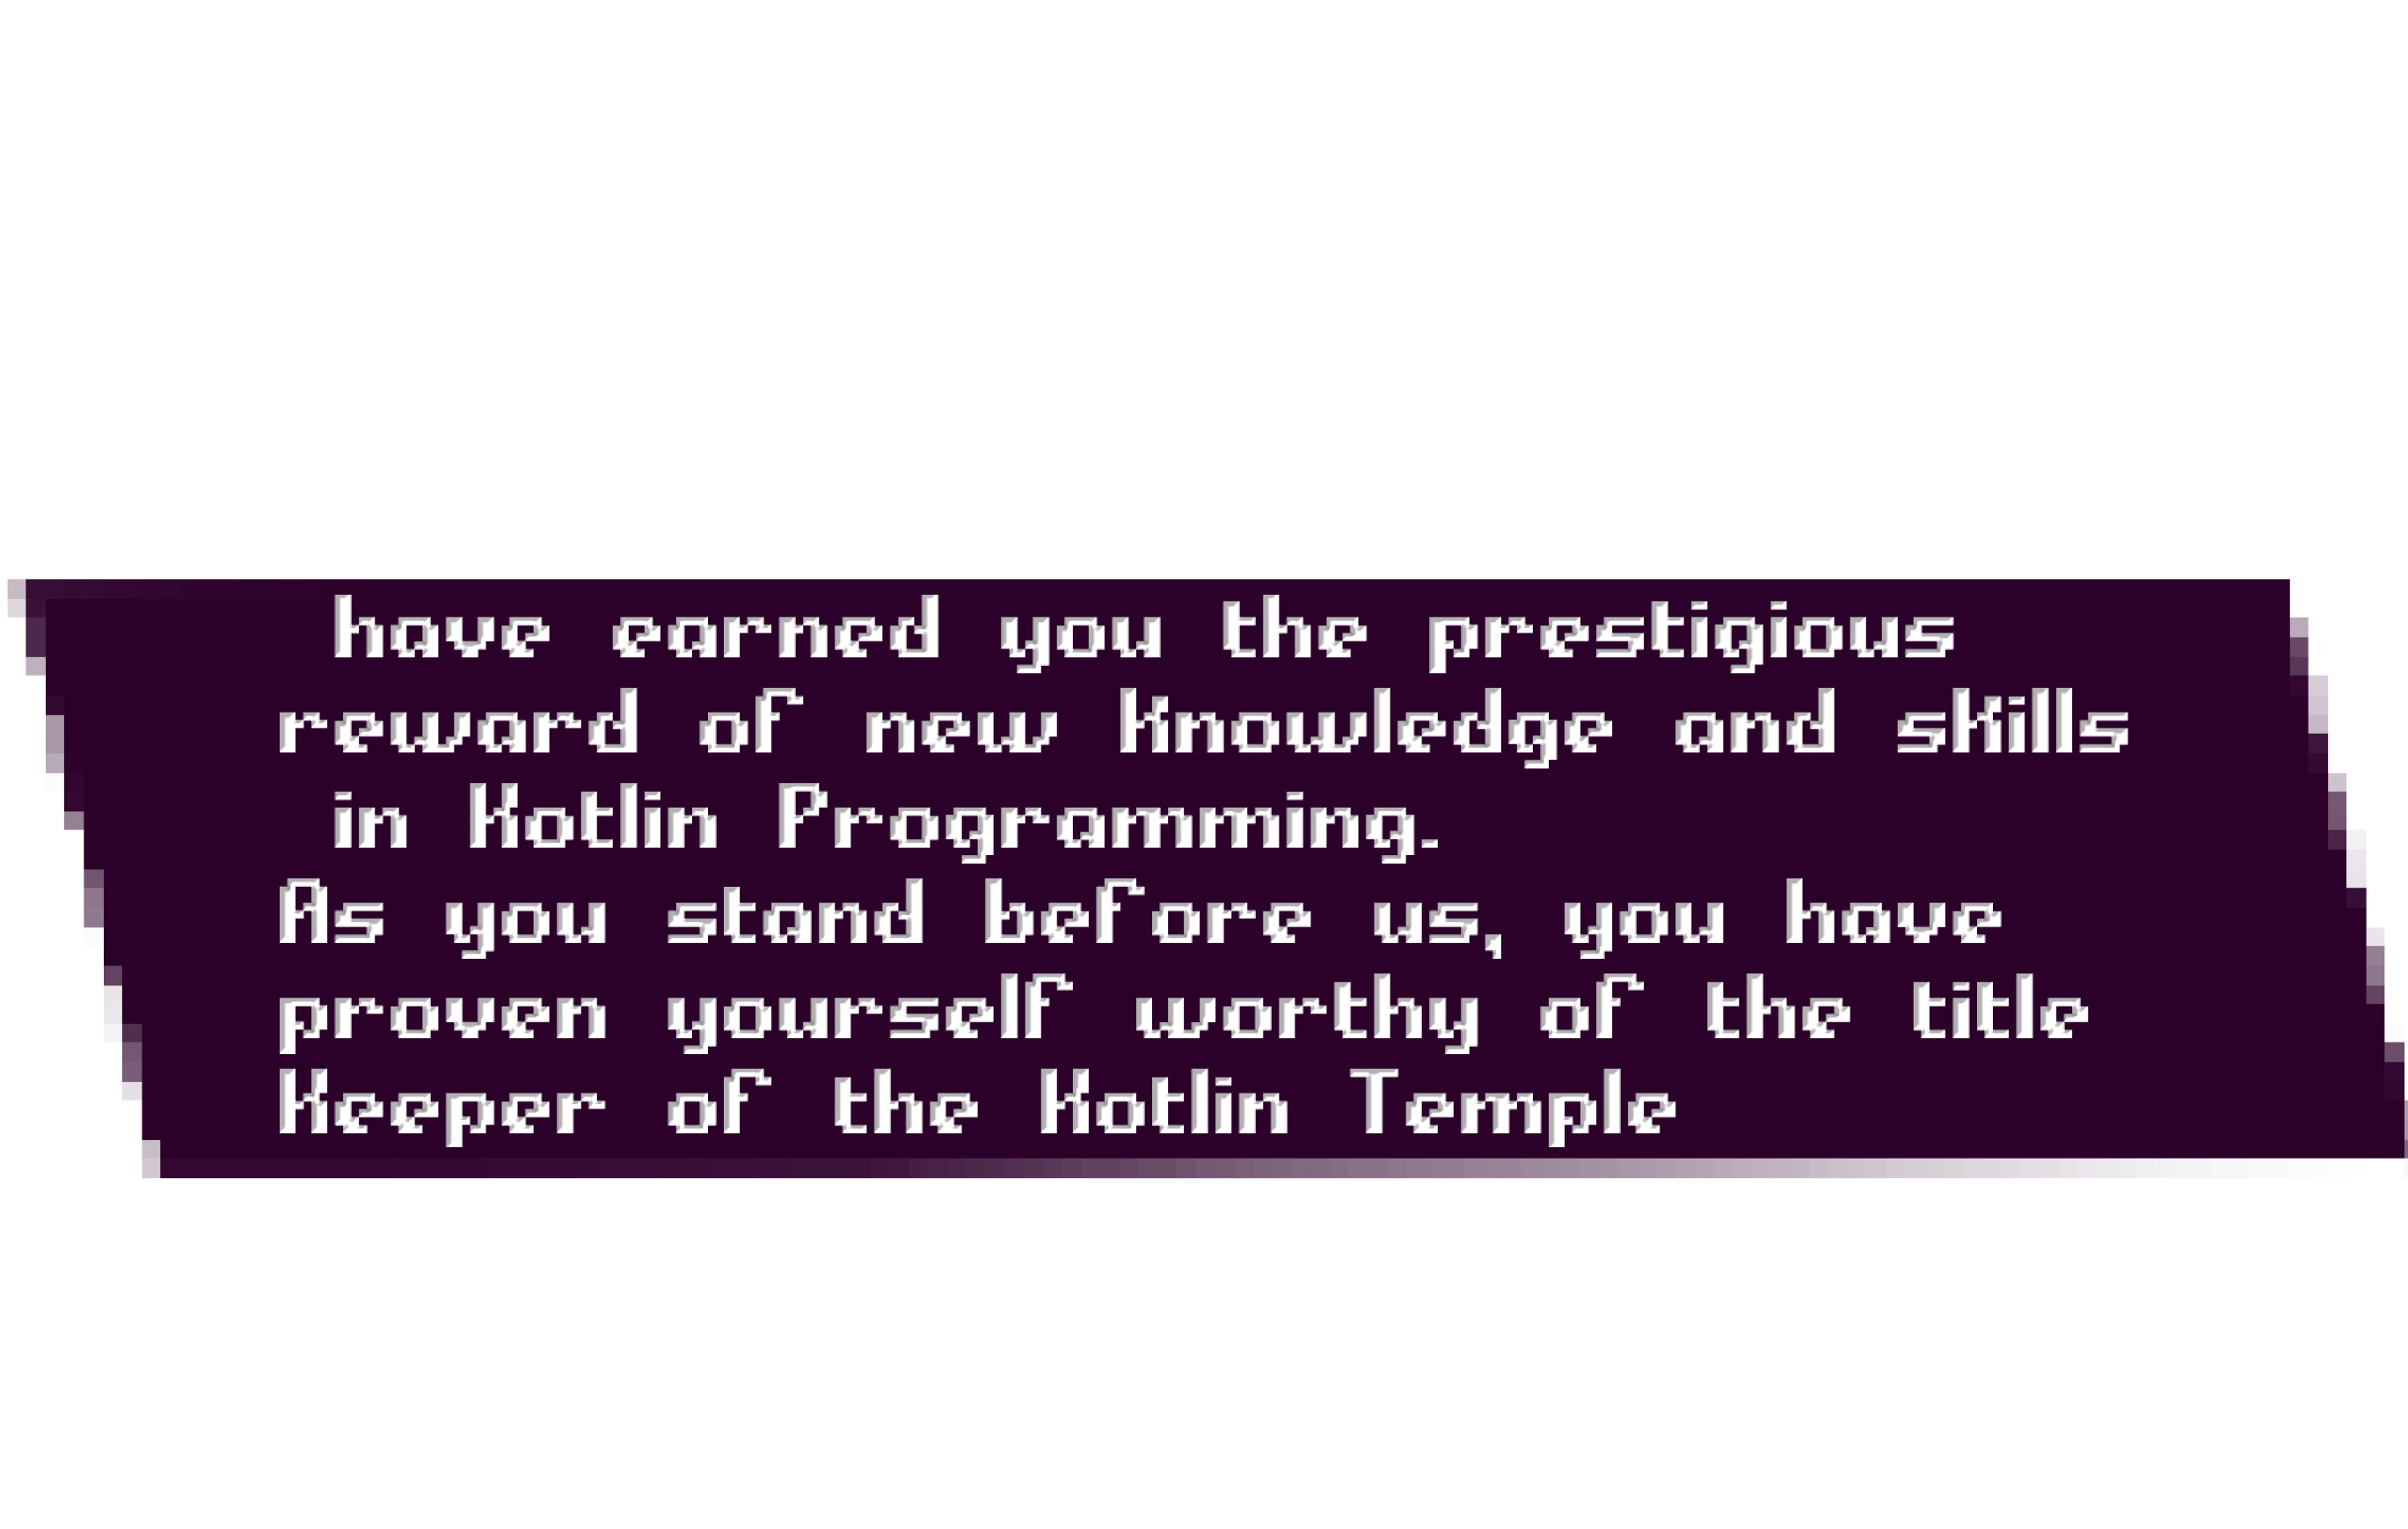 have earned you the prestigious
reward of new knowledge and skills
in Kotlin Programming.
As you stand before us, you have
proven yourself worthy of the title
Keeper of the Kotlin Temple